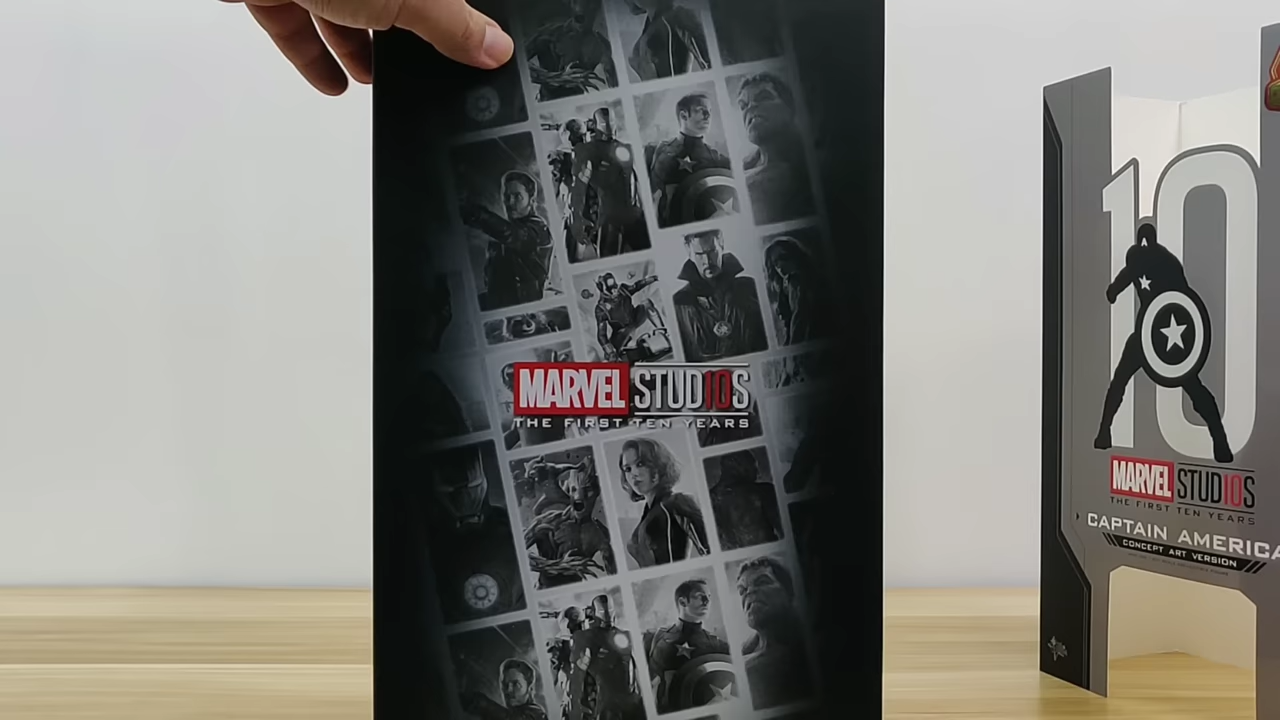 MARVEL STUDIOS
THE FIRST TEN YEARS
10
MARVEL STUDIOS
THE FIRST TEN YEARS
CAPTAIN AMERICA
CONCEPT ART VERSION